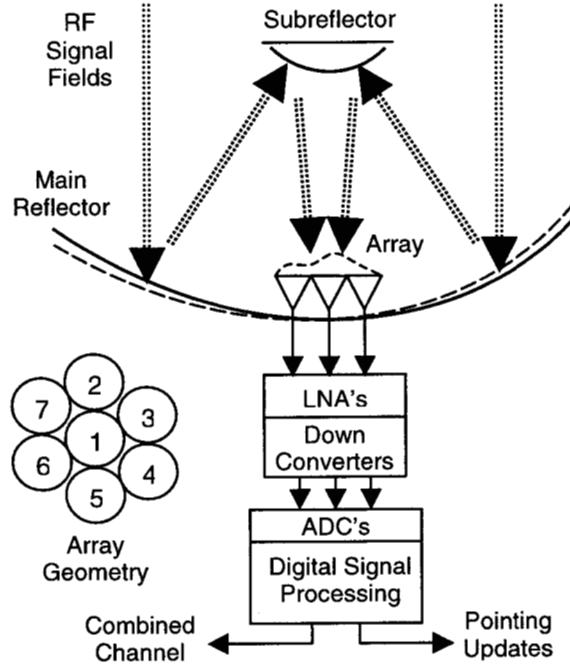 RF
Signal
Fields
Subreflector
Main
Reflector
Array
LNA's
Down
Converters
2
7
3
1
6
4
5
Array
Geometry
ADC's
Digital Signal
Processing
Combined
Channel
Pointing
Updates